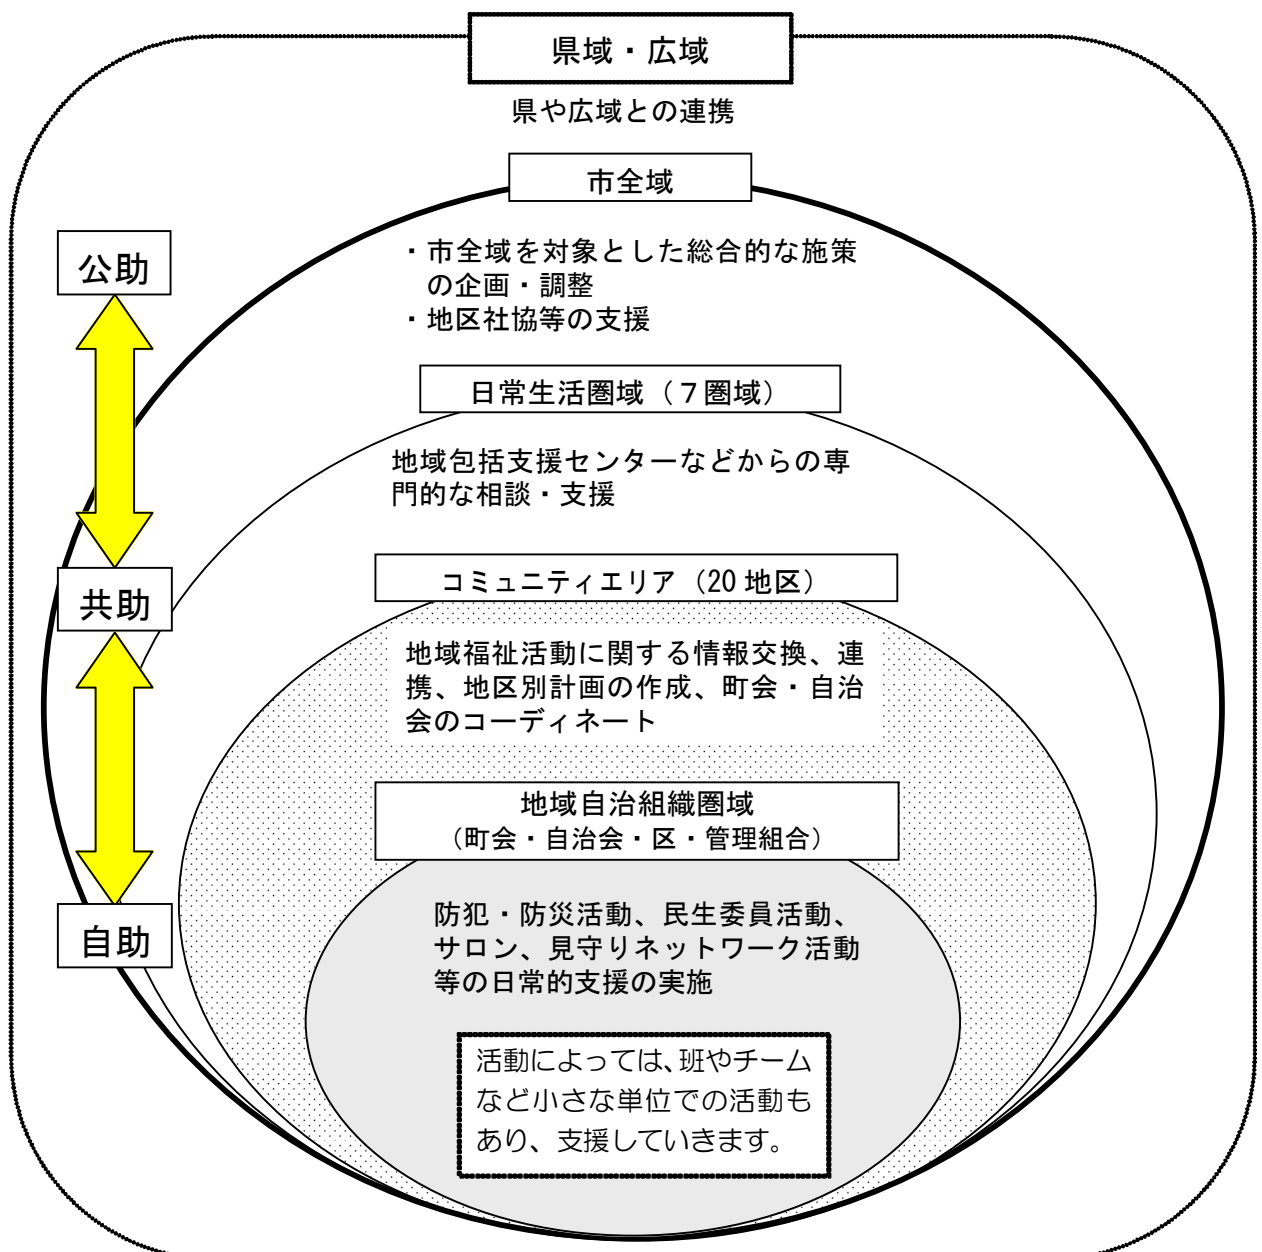 県域・広域
県や広域との連携
市全域
・市全域を対象とした総合的な施策
の企画・調整
・地区社協等の支援
公助
日常生活圏域（７圏域）
地域包括支援センターなどからの専
門的な相談・支援
共助
コミュニティエリア（20 地区）
地域福祉活動に関する情報交換、連
携、地区別計画の作成、町会・自治
会のコーディネート
地域自治組織圏域
（町会・自治会・区・管理組合）
自助
防犯・防災活動、民生委員活動、
サロン、見守りネットワーク活動
等の日常的支援の実施
活動によっては、班やチーム
など小さな単位での活動も
あり、支援していきます。